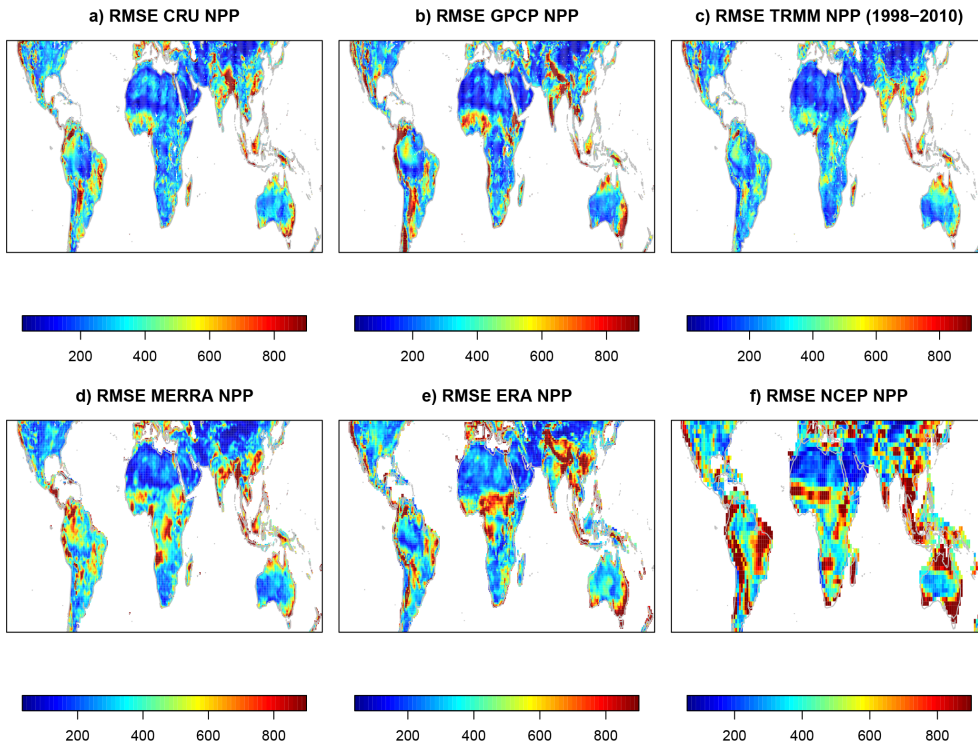 a) RMSE CRU NPP
b) RMSE GPCP NPP
c) RMSE TRMM NPP (1998−2010)
200 400 600 800
200 400 600 800
200 400 600 800
d) RMSE MERRA NPP
e) RMSE ERA NPP
f) RMSE NCEP NPP
200 400 600 800
200 400 600 800
200 400 600 800